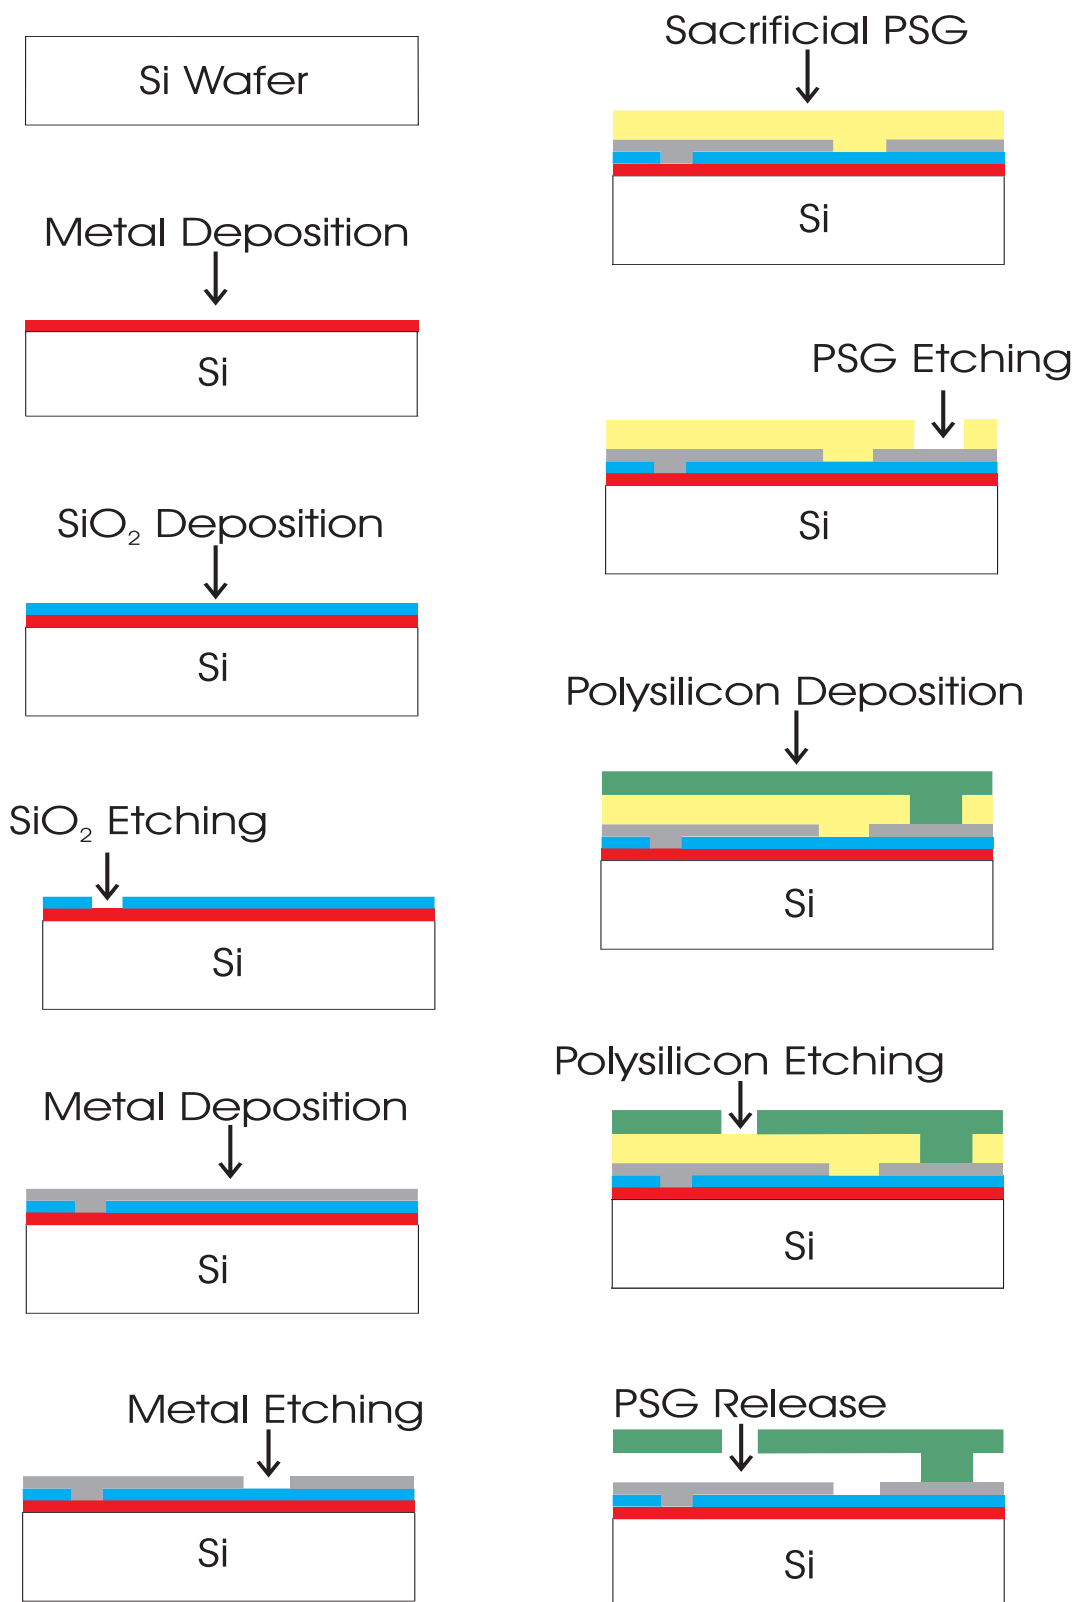 Si Wafer
Metal Deposition
Si
SiO₂ Deposition
Si
SiO₂ Etching
Si
Metal Deposition
Si
Metal Etching
Si
Sacrificial PSG
Si
PSG Etching
Si
Polysilicon Deposition
Si
Polysilicon Etching
Si
PSG Release
Si